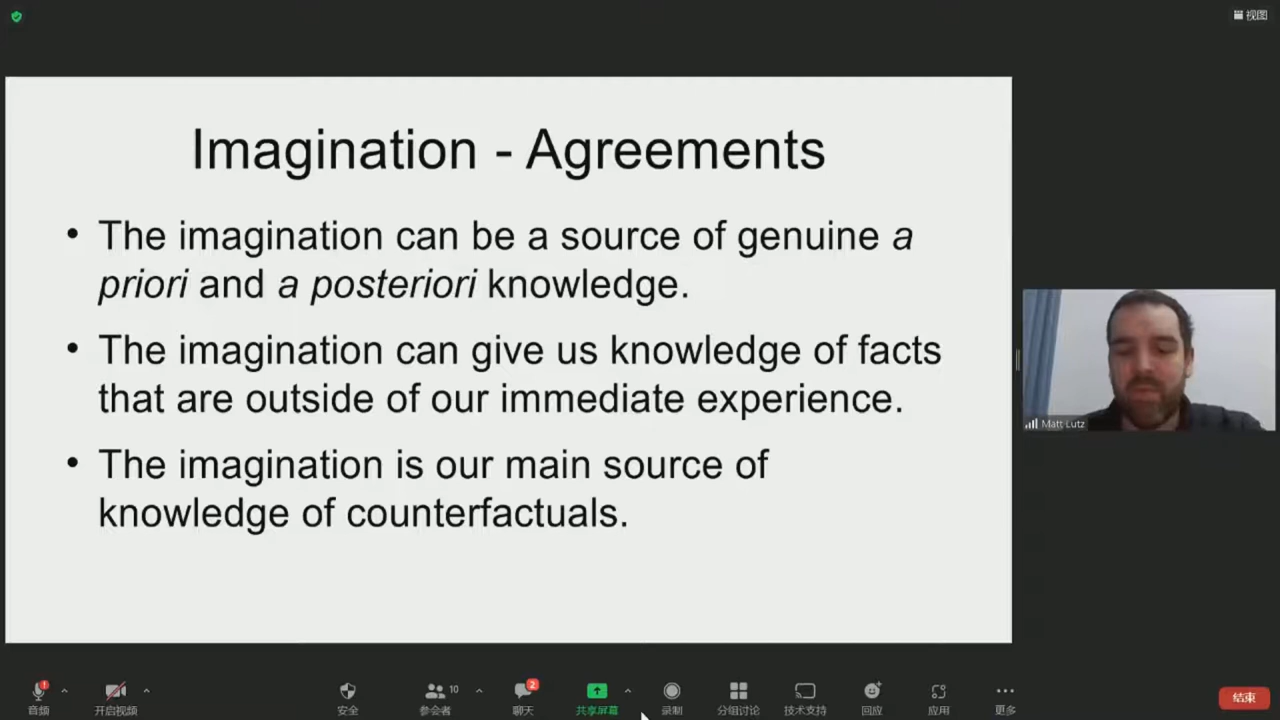 视图
Imagination - Agreements
• The imagination can be a source of genuine a
priori and a posteriori knowledge.
• The imagination can give us knowledge of facts
that are outside of our immediate experience.
• The imagination is our main source of
knowledge of counterfactuals.
Matt Lutz
10
2
音频
开启视频
安全
参会者
聊天
共享屏幕
录制
分组讨论
技术支持
回应
应用
更多
结束